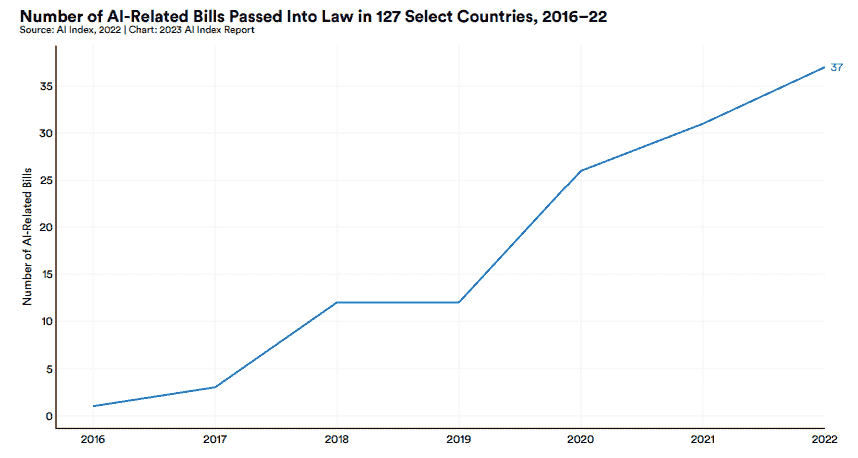 Number of AI-Related Bills Passed Into Law in 127 Select Countries, 2016–22
Source: AI Index, 2022 | Chart: 2023 AI Index Report
37
35
30
25
20
15
10
5
0
Number of AI-Related Bills
2016 2017 2018 2019 2020 2021 2022